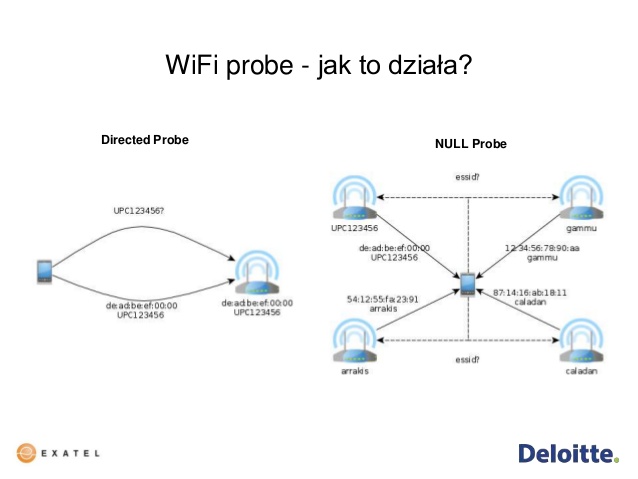 WiFi probe - jak to działa?
Directed Probe
NULL Probe
UPC123456?
de:ad:be:ef:00:00
UPC123456
de:ad:be:ef:00:00
UPC123456
essid?
UPC123456
gammu
de:ad:be:ef:00:00
UPC123456
12:34:56:78:90:aa
gammu
54:12:55:fa:23:91
arrakis
87:14:16:ab:18:11
caladan
essid?
arrakis
caladan
EXATEL
Deloitte.